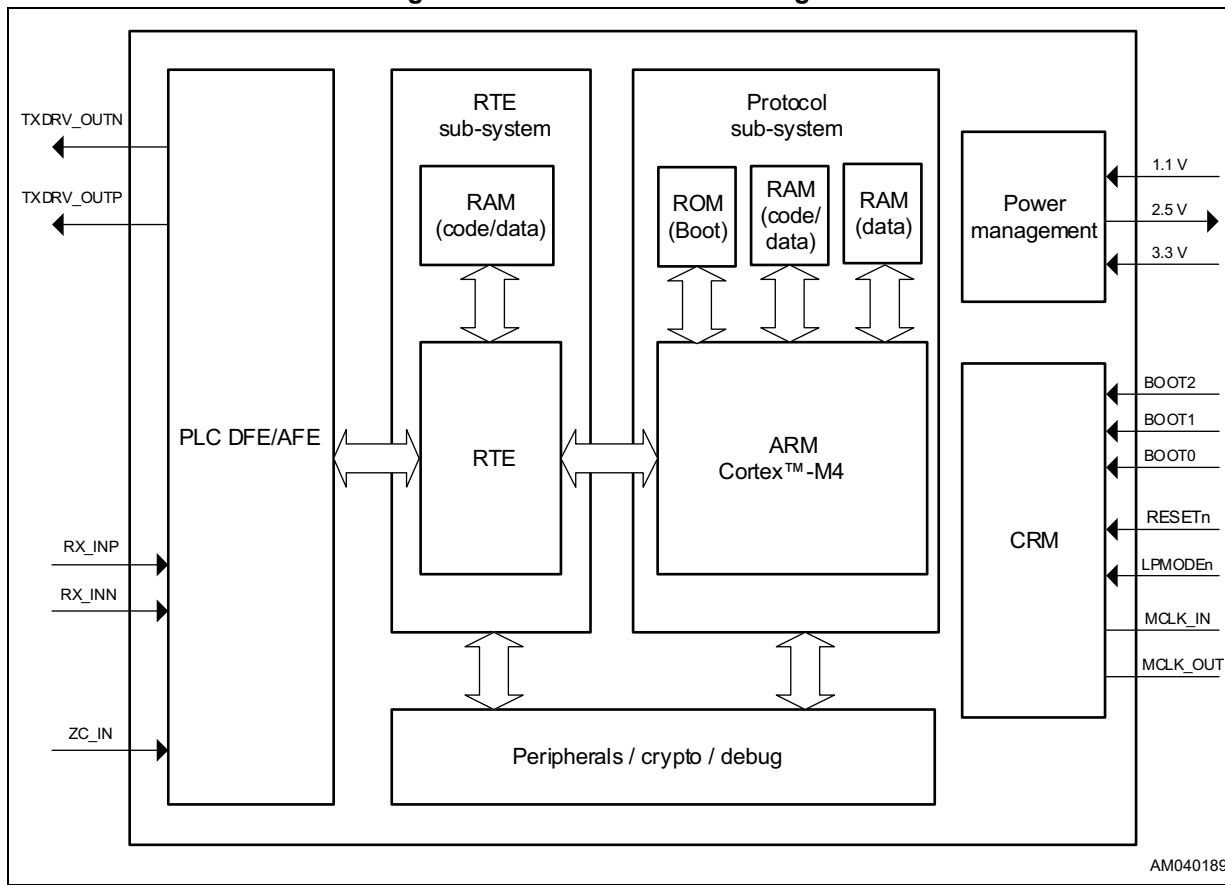 TXDRV_OUTN
TXDRV_OUTP
RX_INP
RX_INN
ZC_IN
PLC DFE/AFE
RTE
sub-system
RAM
(code/data)
RTE
Protocol
sub-system
ROM
(Boot)
RAM
(code/
data)
RAM
(data)
ARM
Cortex™-M4
Peripherals / crypto / debug
Power
management
1.1 V
2.5 V
3.3 V
CRM
BOOT2
BOOT1
BOOT0
RESETn
LPMODEn
MCLK_IN
MCLK_OUT
AM040189